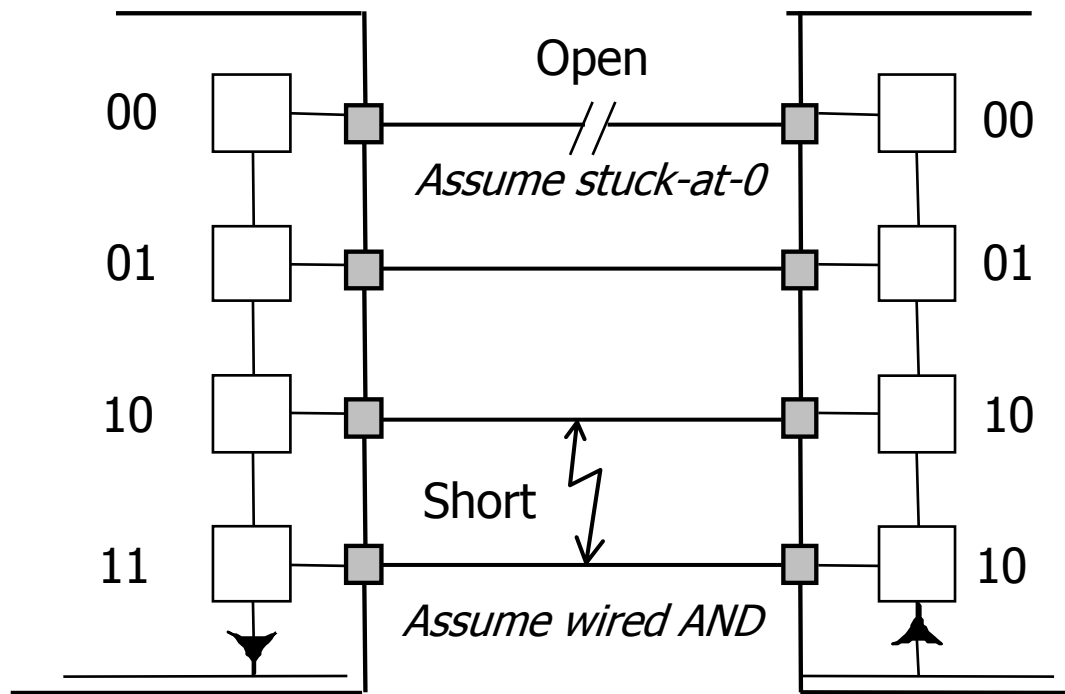 Open
00 00
Assume stuck-at-0
01 01
10 10
Short
11 10
Assume wired AND